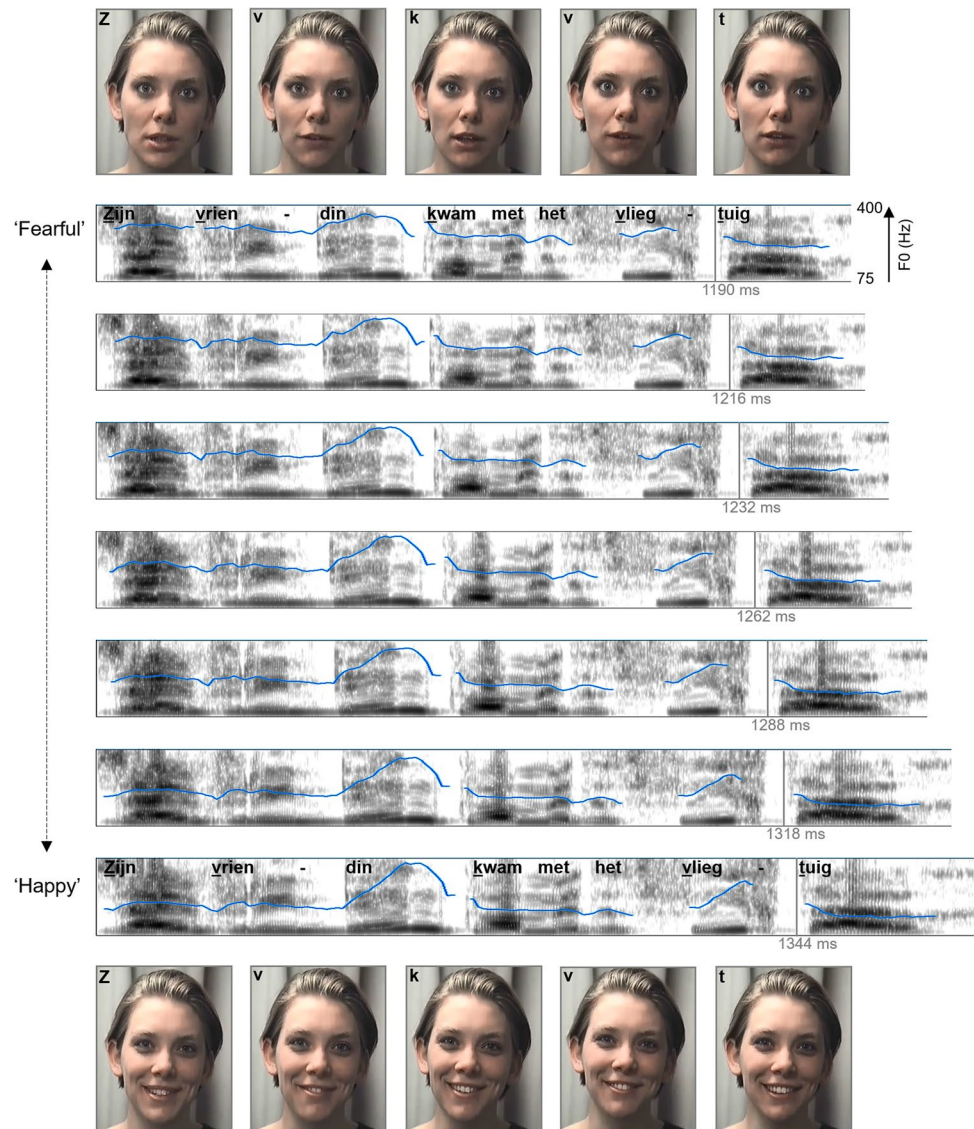 Z v k v t
'Fearful'
Zijn vrien - din kwam met het vlieg - tuig
400
F0 (Hz)
75
1190 ms
1216 ms
1232 ms
1262 ms
1288 ms
1318 ms
'Happy'
Zijn vrien - din kwam met het vlieg - tuig
1344 ms
Z v k v t